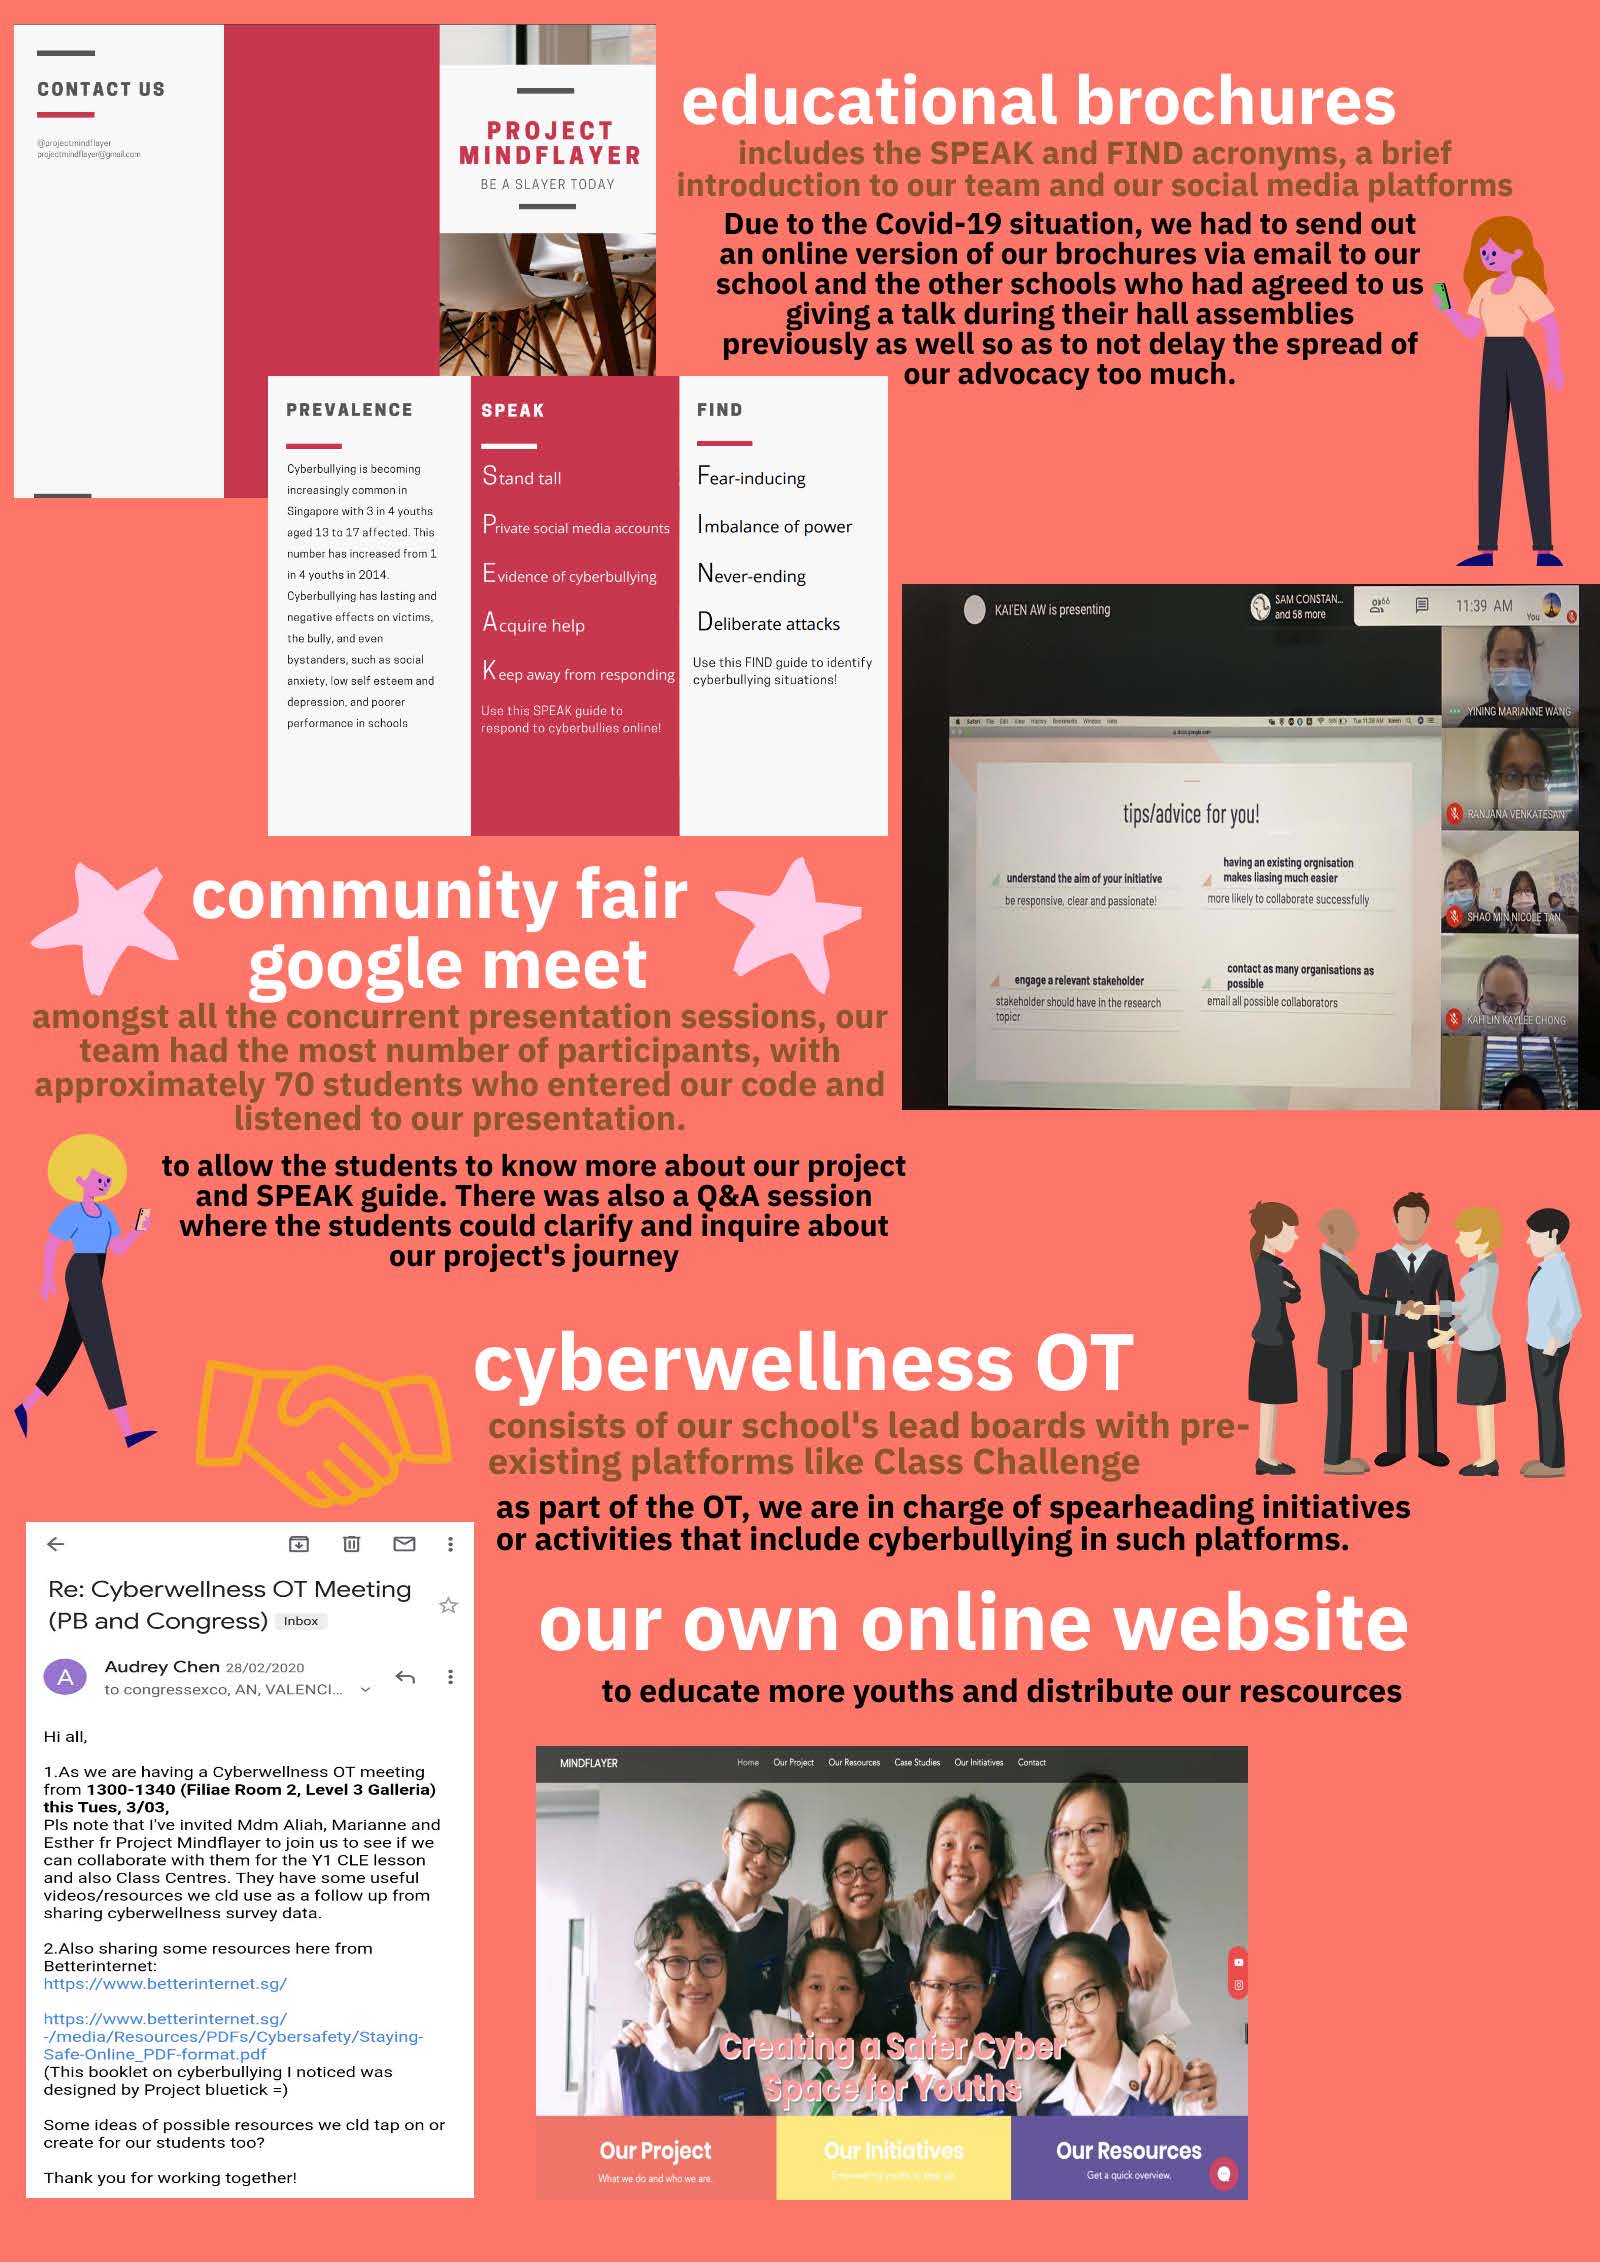 CONTACT US
@projectmindflayer
projectmindflayer@gmail.com
PROJECT
MINDFLAYER
BE A SLAYER TODAY
educational brochures
includes the SPEAK and FIND acronyms, a brief
introduction to our team and our social media platforms
Due to the Covid-19 situation, we had to send out
an online version of our brochures via email to our
school and the other schools who had agreed to us
giving a talk during their hall assemblies
previously as well so as to not delay the spread of
our advocacy too much.
PREVALENCE
Cyberbullying is becoming
increasingly common in
Singapore with 3 in 4 youths
aged 13 to 17 affected. This
number has increased from 1
in 4 youths in 2014.
Cyberbullying has lasting and
negative effects on victims,
the bully, and even
bystanders, such as social
anxiety, low self esteem and
depression, and poorer
performance in schools
SPEAK
Stand tall
Private social media accounts
Evidence of cyberbullying
Acquire help
Keep away from responding
Use this SPEAK guide to
respond to cyberbullies online!
FIND
Fear-inducing
Imbalance of power
Never-ending
Deliberate attacks
Use this FIND guide to identify
cyberbullying situations!
KAI'EN AW is presenting
SAM CONSTAN...
and 58 more
66
11:39 AM
You
Safari File Edit View History Bookmarks Window Help
Tue 11:39 AM
tips/advice for you!
understand the aim of your initiative
be responsive, clear and passionate!
having an existing orgnisation
makes liasing much easier
more likely to collaborate successfully
engage a relevant stakeholder
stakeholder should have in the research
topicr
contact as many organisations as
possible
email all possible collaborators
YINING MARIANNE WANG
RANJANA VENKATESAN
SHAO MIN NICOLE TAN
KAH LIN KAYLEE CHONG
community fair
google meet
amongst all the concurrent presentation sessions, our
team had the most number of participants, with
approximately 70 students who entered our code and
listened to our presentation.
to allow the students to know more about our project
and SPEAK guide. There was also a Q&A session
where the students could clarify and inquire about
our project's journey
cyberwellness OT
consists of our school's lead boards with pre-
existing platforms like Class Challenge
as part of the OT, we are in charge of spearheading initiatives
or activities that include cyberbullying in such platforms.
Re: Cyberwellness OT Meeting
(PB and Congress) Inbox
A
Audrey Chen 28/02/2020
to congressexco, AN, VALENCI...
Hi all,
1.As we are having a Cyberwellness OT meeting
from 1300-1340 (Filiae Room 2, Level 3 Galleria)
this Tues, 3/03,
Pls note that I've invited Mdm Aliah, Marianne and
Esther fr Project Mindflayer to join us to see if we
can collaborate with them for the Y1 CLE lesson
and also Class Centres. They have some useful
videos/resources we cld use as a follow up from
sharing cyberwellness survey data.
2.Also sharing some resources here from
Betterinternet:
https://www.betterinternet.sg/
https://www.betterinternet.sg/
-/media/Resources/PDFs/Cybersafety/Staying-
Safe-Online_PDF-format.pdf
(This booklet on cyberbullying I noticed was
designed by Project bluetick =)
Some ideas of possible resources we cld tap on or
create for our students too?
Thank you for working together!
our own online website
to educate more youths and distribute our rescources
MINDFLAYER
Home Our Project Our Resources Case Studies Our Initiatives Contact
Creating a Safer Cyber
Space for Youths
Our Project
What we do and who we are.
Our Initiatives
Our Resources
Get a quick overview.